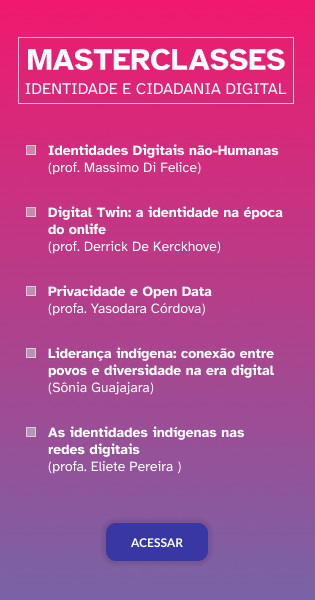 MASTERCLASSES
IDENTIDADE E CIDADANIA DIGITAL
Identidades Digitais não-Humanas
(prof. Massimo Di Felice)
Digital Twin: a identidade na época
do onlife
(prof. Derrick De Kerckhove)
Privacidade e Open Data
(profa. Yasodara Córdova)
Liderança indígena: conexão entre
povos e diversidade na era digital
(Sônia Guajajara)
As identidades indígenas nas
redes digitais
(profa. Eliete Pereira )
ACESSAR